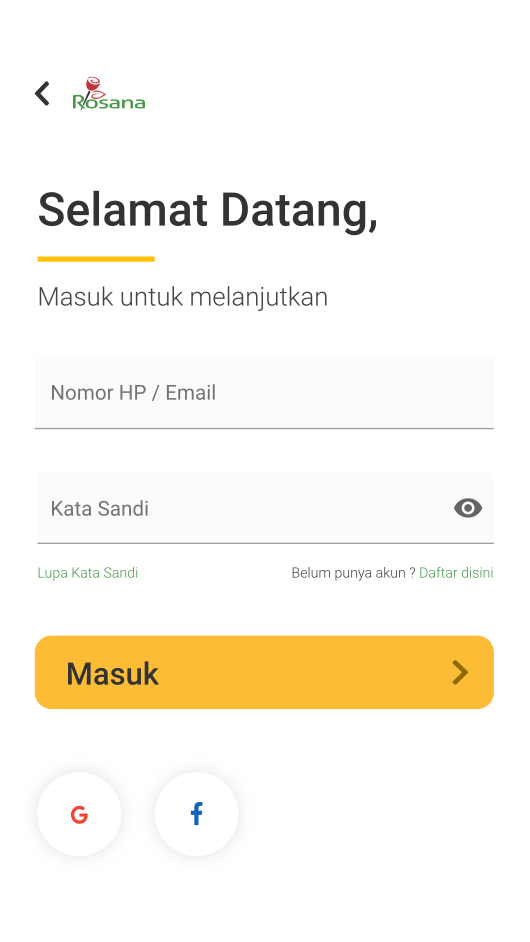 Rosana
Selamat Datang,
Masuk untuk melanjutkan
Nomor HP / Email
Kata Sandi
Lupa Kata Sandi
Belum punya akun ? Daftar disini
Masuk
G
f